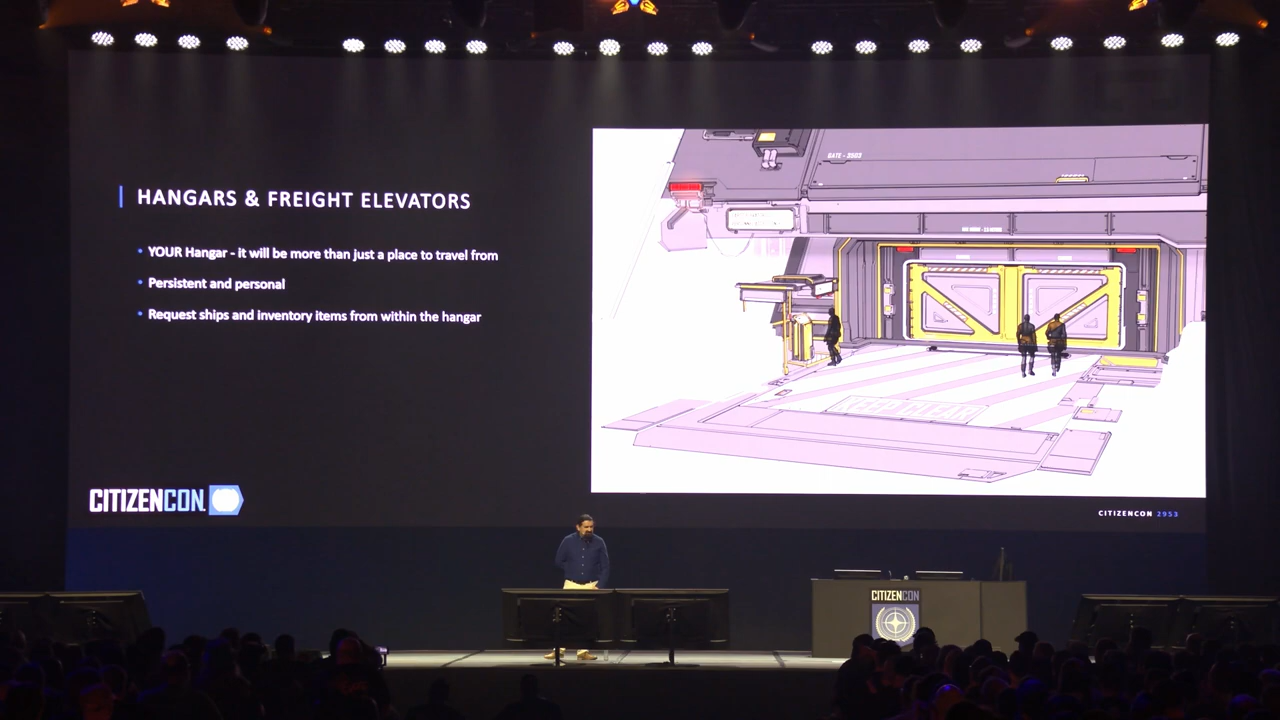 HANGARS & FREIGHT ELEVATORS
• YOUR Hangar - it will be more than just a place to travel from
• Persistent and personal
• Request ships and inventory items from within the hangar
GATE - 3503
KEEP CLEAR
CITIZENCON
CITIZENCON 2953
CITIZENCON